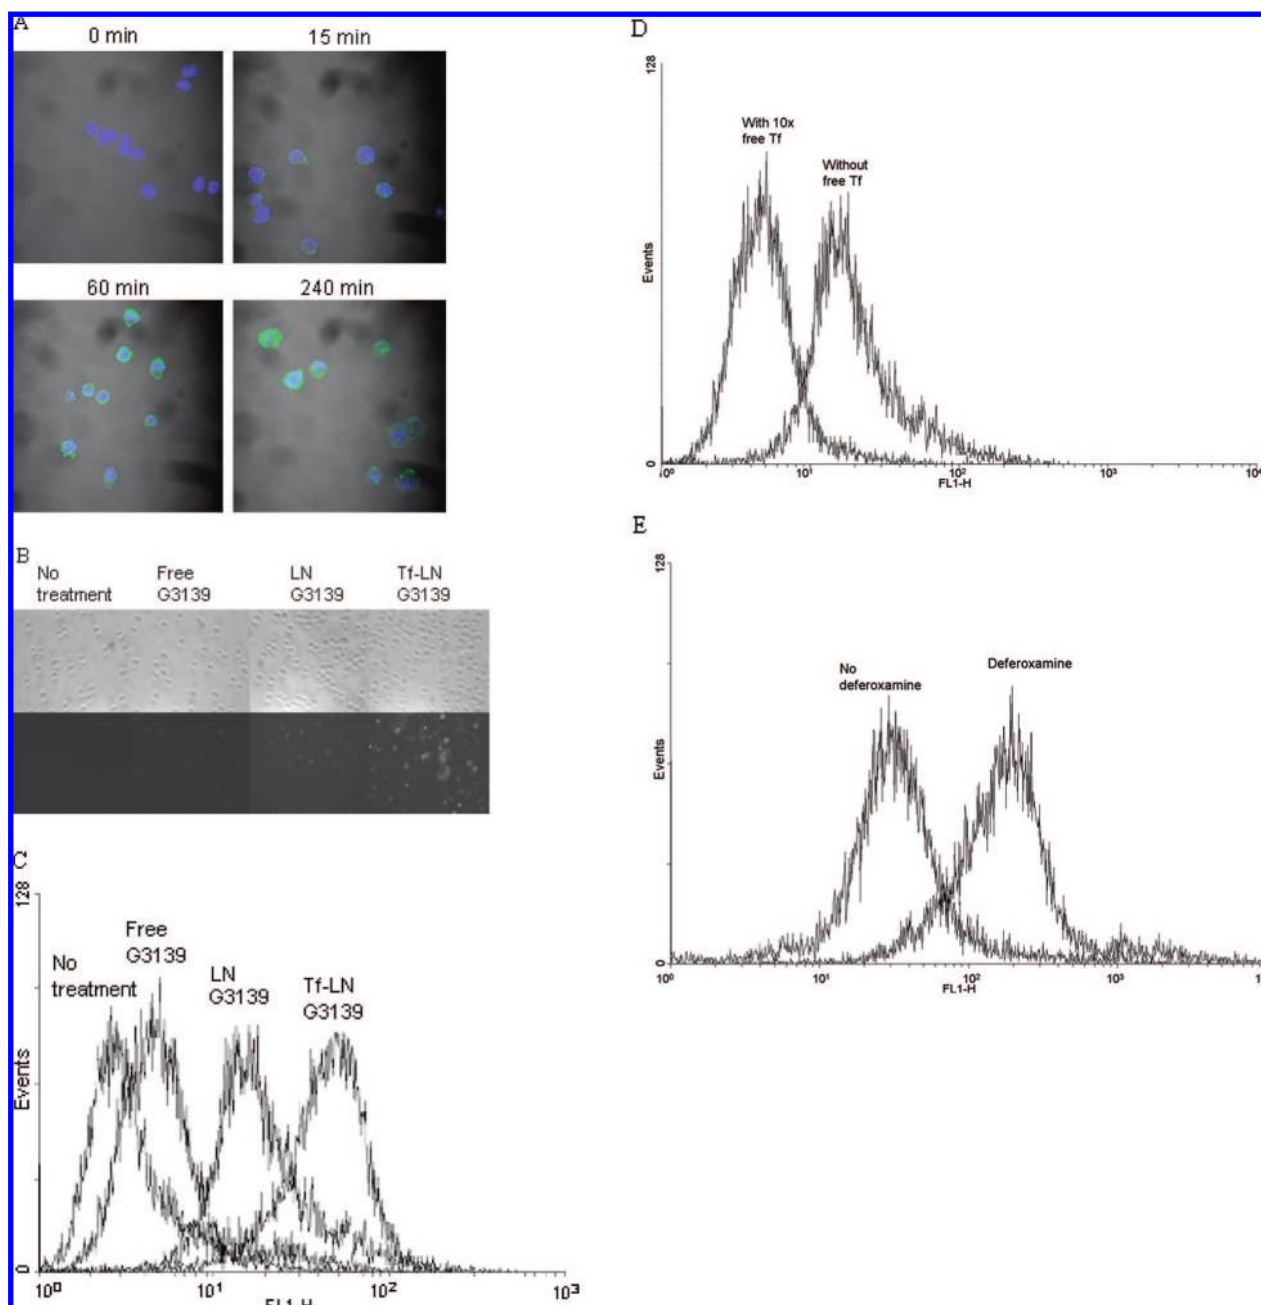 A
0 min
15 min
60 min
240 min
B
No
treatment
Free
G3139
LN
G3139
Tf-LN
G3139
C
128
Events
0
No
treatment
Free
G3139
LN
G3139
Tf-LN
G3139
10⁰
10¹
10²
10³
FL1-H
D
128
Events
0
With 10x
free Tf
Without
free Tf
10⁰
10¹
10²
10³
10⁴
FL1-H
E
128
Events
0
No
deferoxamine
Deferoxamine
10⁰
10¹
10²
10³
FL1-H